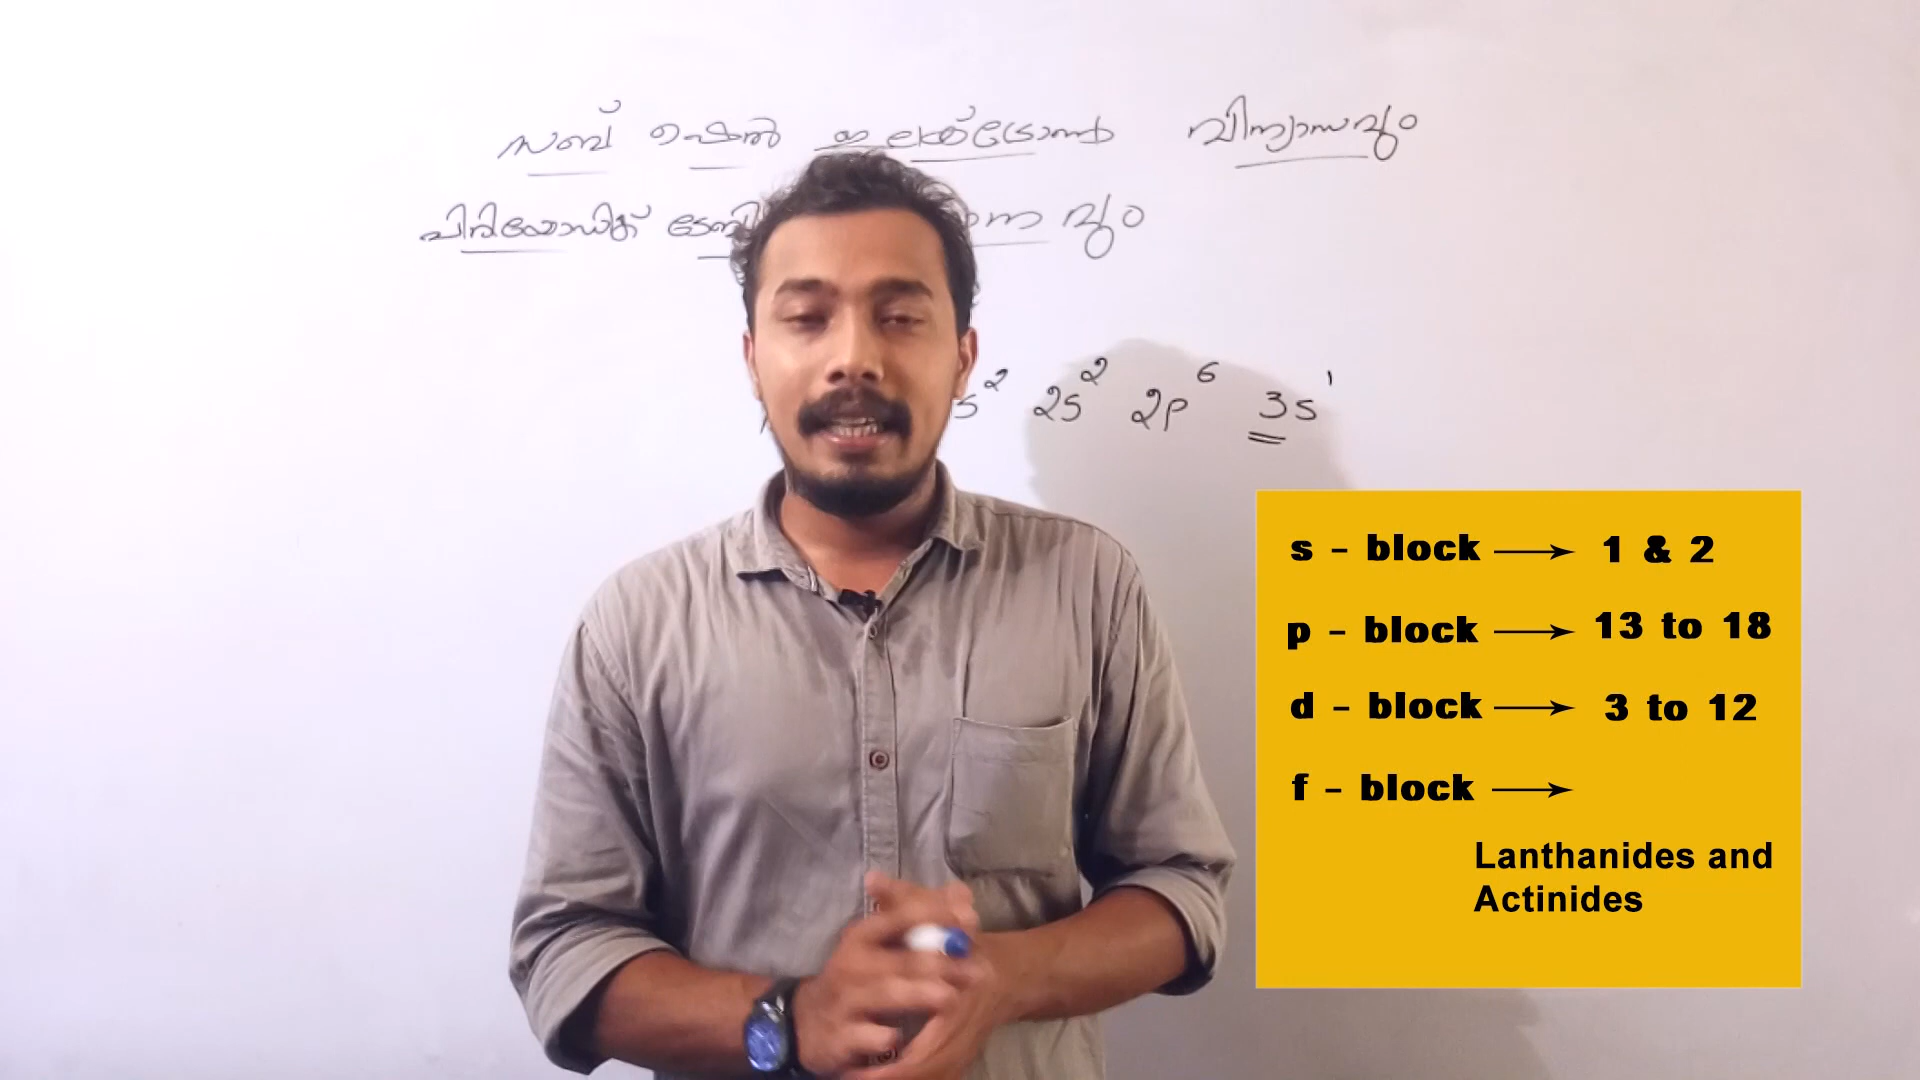 സബ് ഷെൽ ഇലക്ട്രോൺ വിന്യാസവും
പിരിയോഡിക് വും
s² 2s² 2p⁶ 3s¹
s – block ⟶ 1 & 2
p – block ⟶ 13 to 18
d – block ⟶ 3 to 12
f – block ⟶
Lanthanides and
Actinides